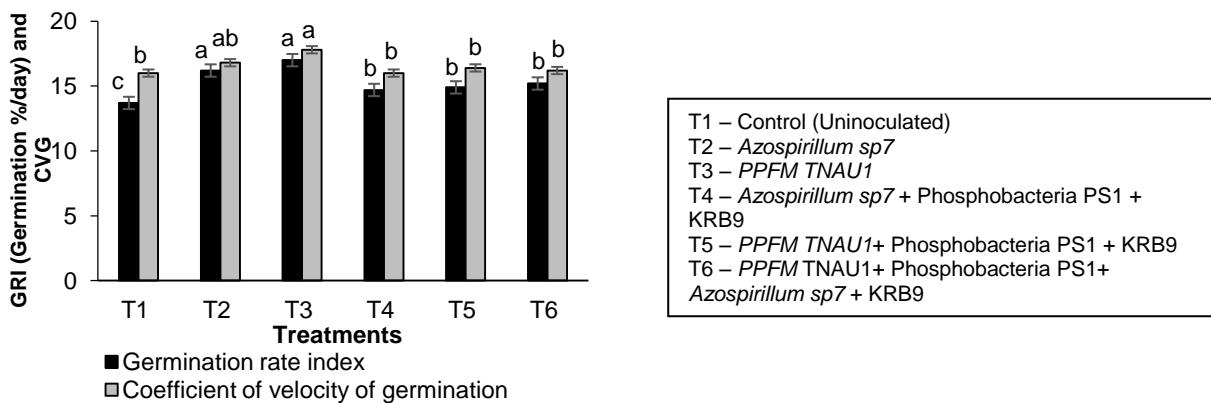 GRI (Germination %/day) and
CVG
20
15
10
5
0
c
b
a
ab
a
a
b
b
b
b
b
b
T1
T2
T3
T4
T5
T6
Treatments
Germination rate index
Coefficient of velocity of germination
T1 – Control (Uninoculated)
T2 – Azospirillum sp7
T3 – PPFM TNAU1
T4 – Azospirillum sp7 + Phosphobacteria PS1 +
KRB9
T5 – PPFM TNAU1+ Phosphobacteria PS1 + KRB9
T6 – PPFM TNAU1+ Phosphobacteria PS1+
Azospirillum sp7 + KRB9